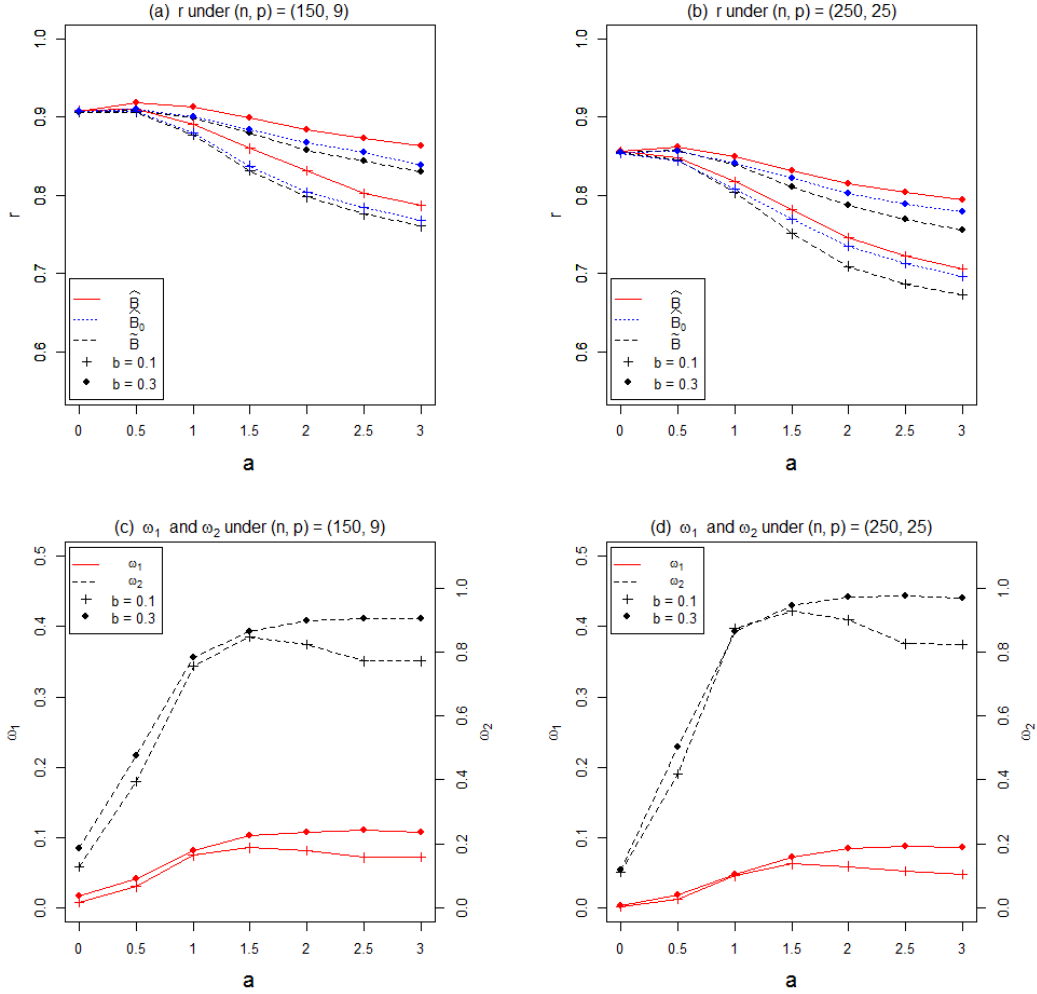 (a) r under (n, p) = (150, 9)
r
1.0
0.9
0.8
0.7
0.6
B̂
B̂₀
B̃
b = 0.1
b = 0.3
0 0.5 1 1.5 2 2.5 3
a
(b) r under (n, p) = (250, 25)
r
1.0
0.9
0.8
0.7
0.6
B̂
B̂₀
B̃
b = 0.1
b = 0.3
0 0.5 1 1.5 2 2.5 3
a
(c) ω₁ and ω₂ under (n, p) = (150, 9)
ω₁
0.5
0.4
0.3
0.2
0.1
0.0
ω₁
ω₂
b = 0.1
b = 0.3
1.0
0.8
0.6
0.4
0.2
0.0
ω₂
0 0.5 1 1.5 2 2.5 3
a
(d) ω₁ and ω₂ under (n, p) = (250, 25)
ω₁
0.5
0.4
0.3
0.2
0.1
0.0
ω₁
ω₂
b = 0.1
b = 0.3
1.0
0.8
0.6
0.4
0.2
0.0
ω₂
0 0.5 1 1.5 2 2.5 3
a